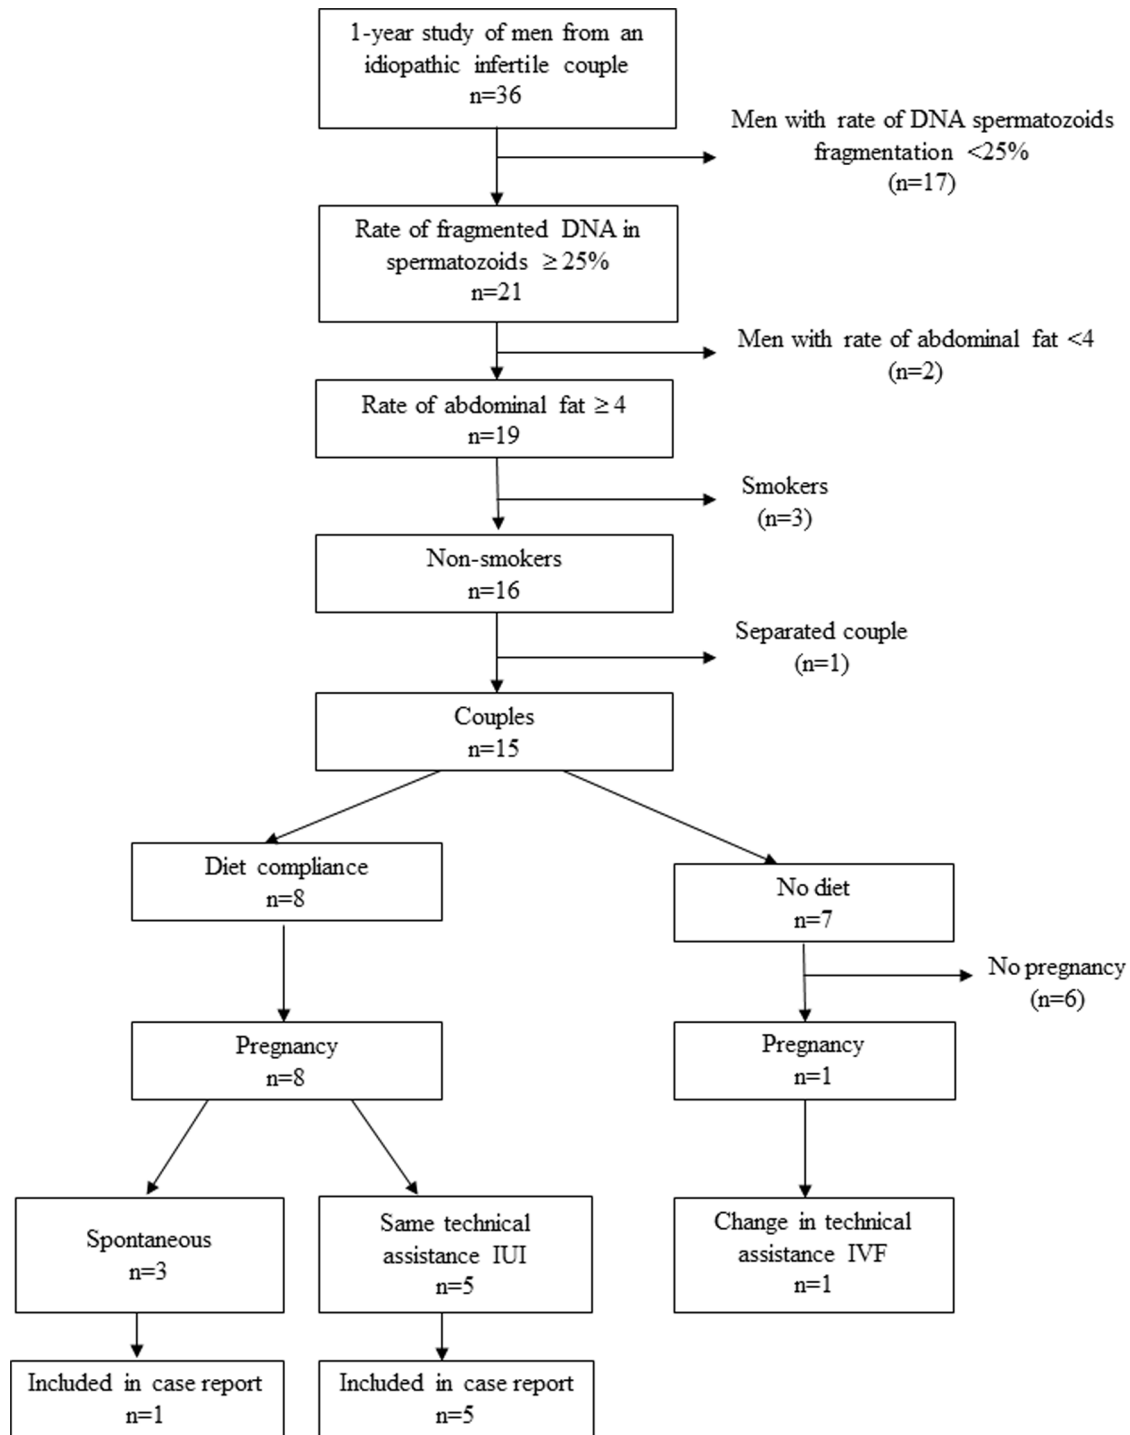 1-year study of men from an
idiopathic infertile couple
n=36
Men with rate of DNA spermatozoids
fragmentation <25%
(n=17)
Rate of fragmented DNA in
spermatozoids ≥ 25%
n=21
Men with rate of abdominal fat <4
(n=2)
Rate of abdominal fat ≥ 4
n=19
Smokers
(n=3)
Non-smokers
n=16
Separated couple
(n=1)
Couples
n=15
Diet compliance
n=8
No diet
n=7
No pregnancy
(n=6)
Pregnancy
n=8
Pregnancy
n=1
Spontaneous
n=3
Same technical
assistance IUI
n=5
Change in technical
assistance IVF
n=1
Included in case report
n=1
Included in case report
n=5